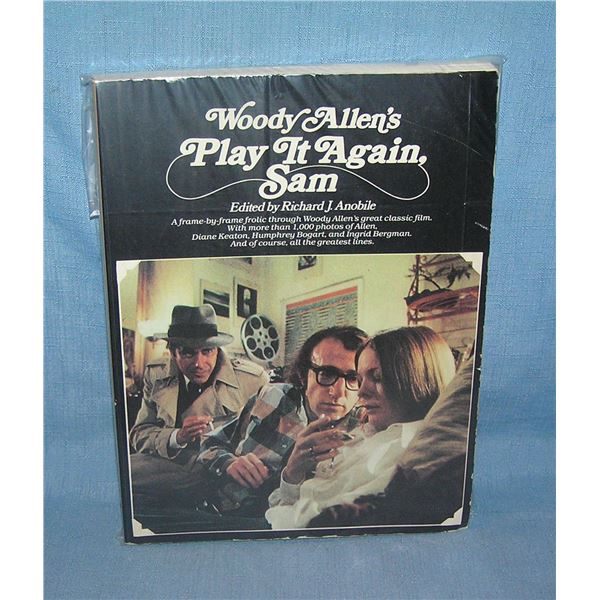 Woody Allen's
Play It Again,
Sam
Edited by Richard J. Anobile
A frame-by-frame frolic through Woody Allen's great classic film.
With more than 1,000 photos of Allen,
Diane Keaton, Humphrey Bogart, and Ingrid Bergman.
And of course, all the greatest lines.